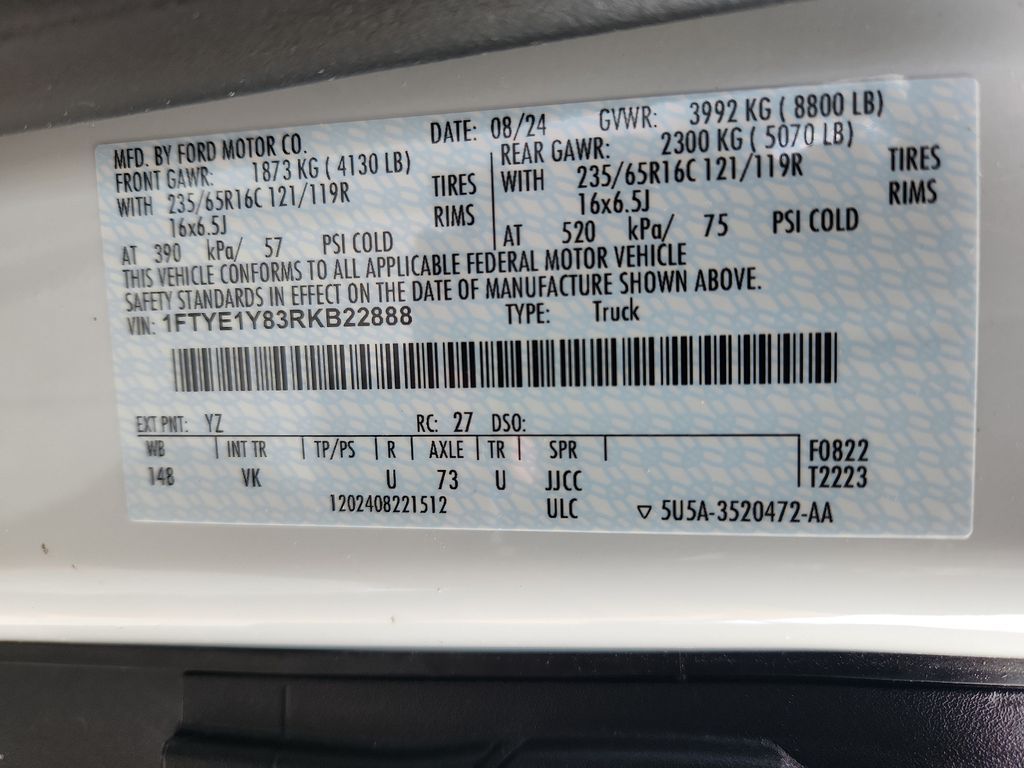 MFD. BY FORD MOTOR CO. DATE: 08/24 GVWR: 3992 KG ( 8800 LB)
FRONT GAWR: 1873 KG ( 4130 LB) REAR GAWR: 2300 KG ( 5070 LB)
WITH 235/65R16C 121/119R TIRES WITH 235/65R16C 121/119R TIRES
16x6.5J RIMS 16x6.5J RIMS
AT 390 kPa/ 57 PSI COLD AT 520 kPa/ 75 PSI COLD
THIS VEHICLE CONFORMS TO ALL APPLICABLE FEDERAL MOTOR VEHICLE
SAFETY STANDARDS IN EFFECT ON THE DATE OF MANUFACTURE SHOWN ABOVE.
VIN: 1FTYE1Y83RKB22888 TYPE: Truck
EXT PNT: YZ RC: 27 DSO:
WB INT TR TP/PS R AXLE TR SPR F0822
148 VK U 73 U JJCC T2223
1202408221512 ULC ▽ 5U5A-3520472-AA